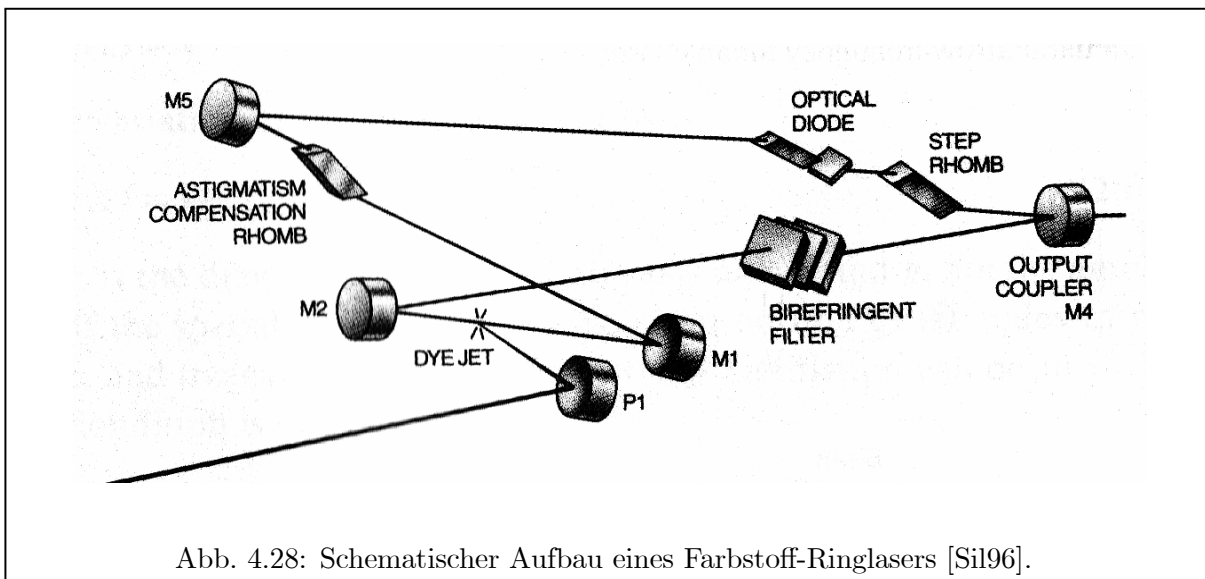 M5
OPTICAL
DIODE
STEP
RHOMB
ASTIGMATISM
COMPENSATION
RHOMB
M2
DYE JET
BIREFRINGENT
FILTER
OUTPUT
COUPLER
M4
M1
P1
Abb. 4.28: Schematischer Aufbau eines Farbstoff-Ringlasers [Sil96].